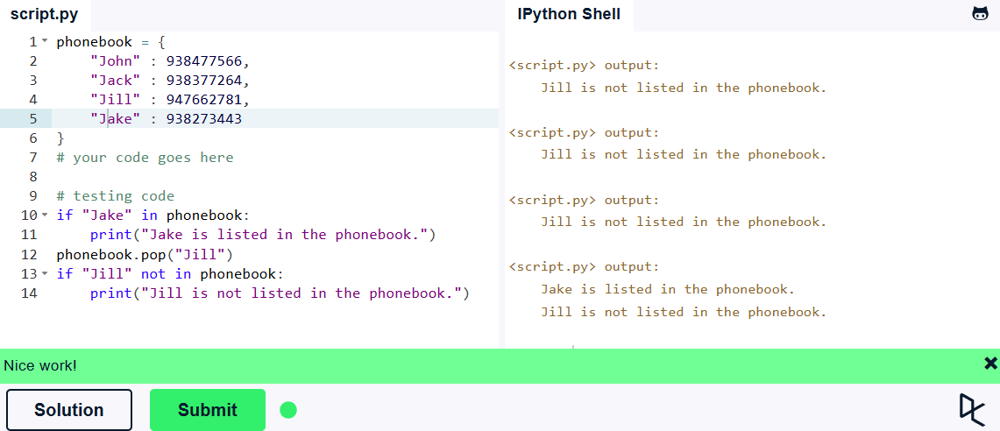 script.py
1 phonebook = {
2     "John" : 938477566,
3     "Jack" : 938377264,
4     "Jill" : 947662781,
5     "Jake" : 938273443
6 }
7 # your code goes here
8
9 # testing code
10 if "Jake" in phonebook:
11     print("Jake is listed in the phonebook.")
12 phonebook.pop("Jill")
13 if "Jill" not in phonebook:
14     print("Jill is not listed in the phonebook.")
IPython Shell
<script.py> output:
    Jill is not listed in the phonebook.
<script.py> output:
    Jill is not listed in the phonebook.
<script.py> output:
    Jill is not listed in the phonebook.
<script.py> output:
    Jake is listed in the phonebook.
    Jill is not listed in the phonebook.
Nice work!
Solution
Submit